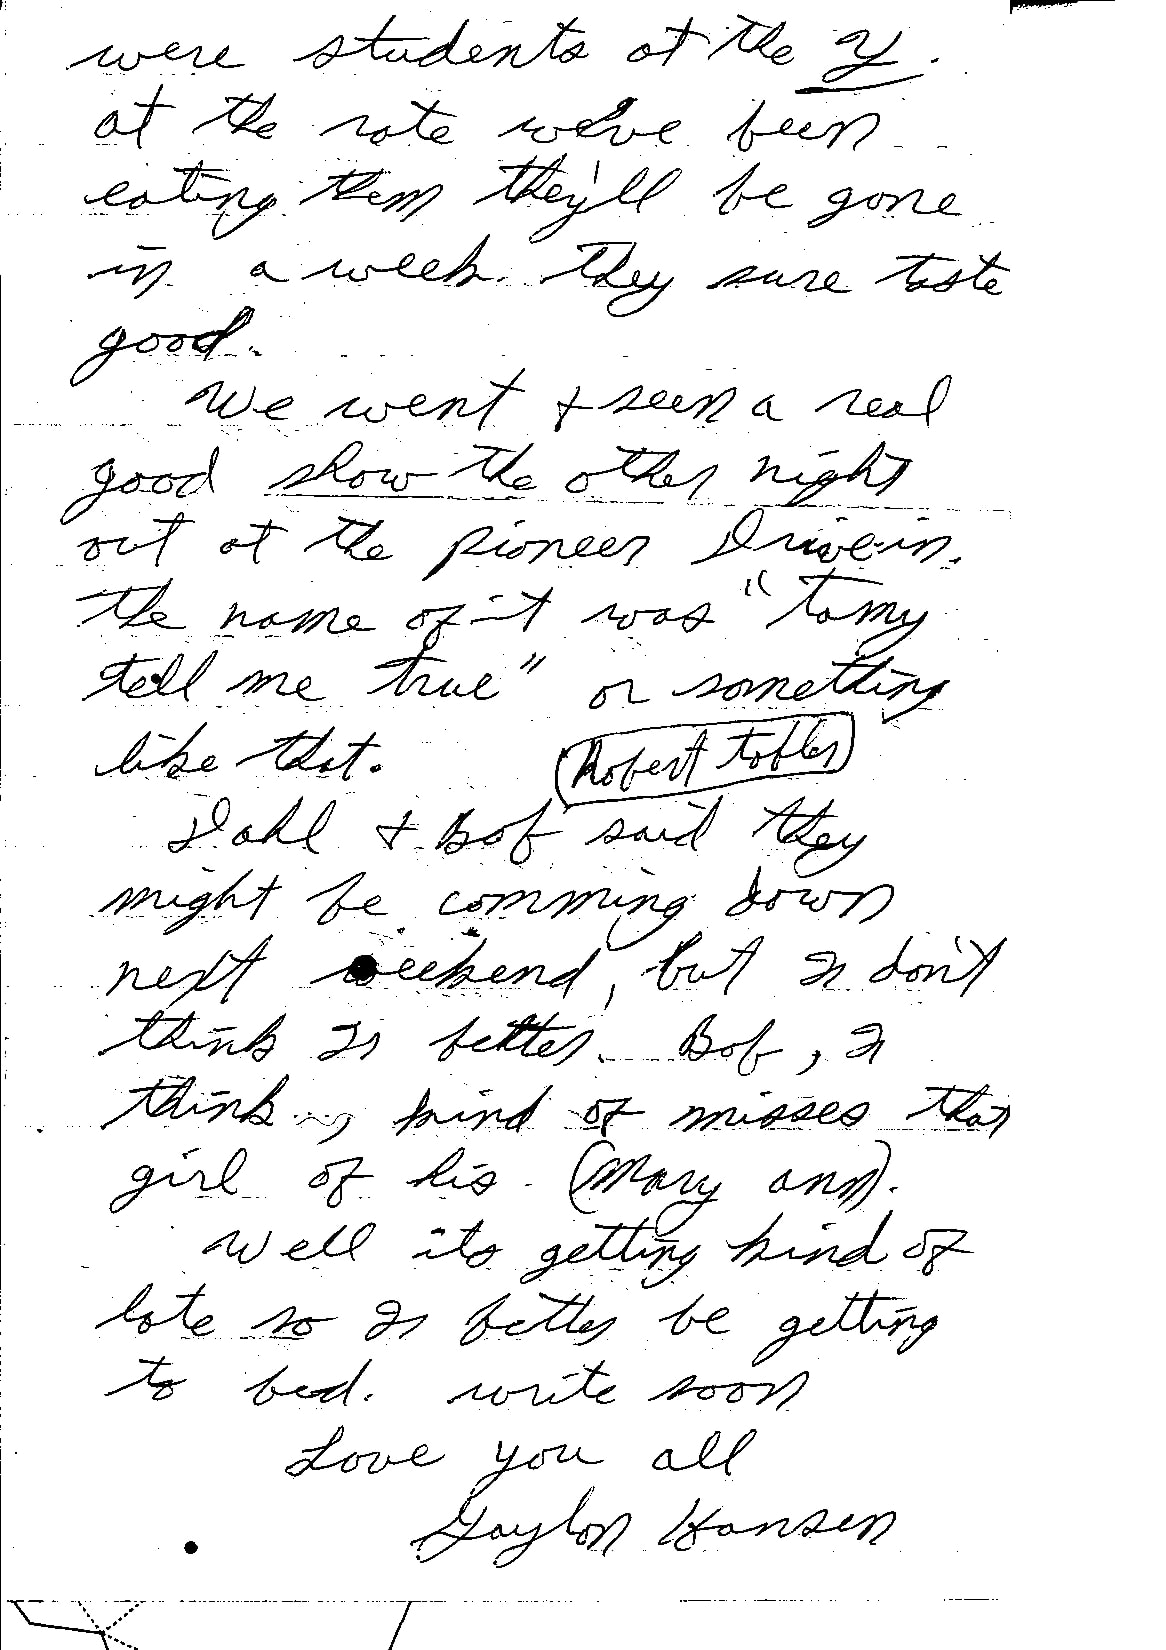 were students at the Y.
at the rate we've been
eating them they'll be gone
in a week. They sure taste
good.
We went & seen a real
good show the other night
out at the pioneer Drive-in.
the name of it was "tamy
tell me true" or something
like that.
(Robert Tobler)
Dahl & Bob said they
might be comming down
next weekend, but I don't
think I's better. Bob, I
think, kind of misses that
girl of his. (Mary ann).
Well its getting kind of
late so I's better be getting
to bed. write soon
Love you all
Gaylon Hansen